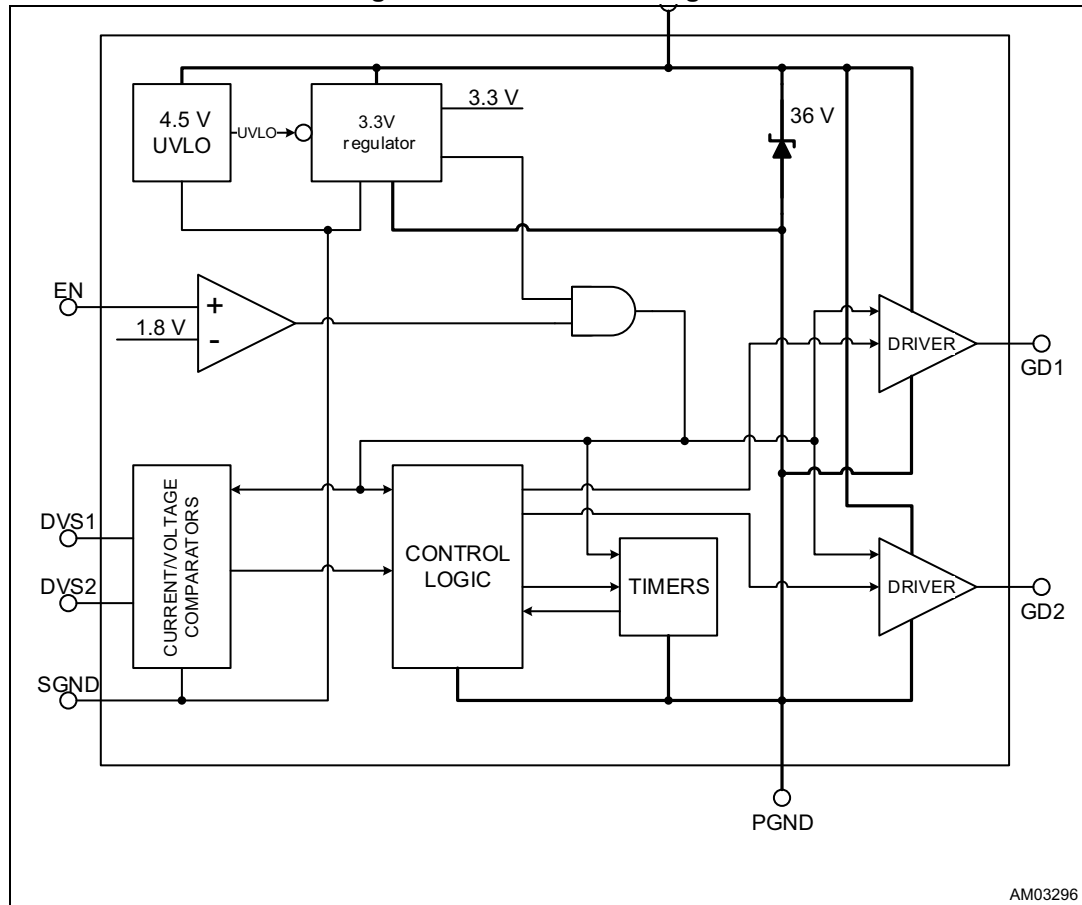 4.5 V
UVLO
UVLO
3.3V
regulator
3.3 V
36 V
EN
+
1.8 V
-
DRIVER
GD1
DVS1
DVS2
CURRENT/VOLTAGE
COMPARATORS
CONTROL
LOGIC
TIMERS
DRIVER
GD2
SGND
PGND
AM03296